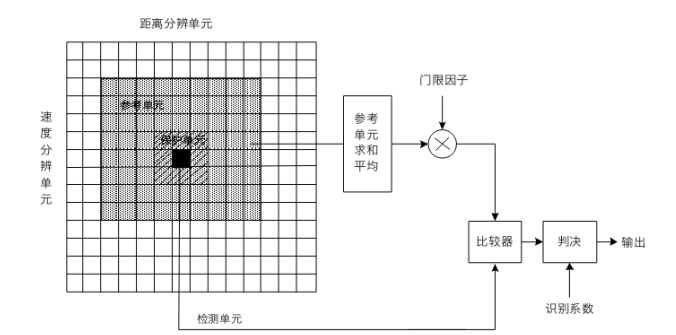 距离分辨单元
速度分辨单元
参考单元
保护单元
参考
单元
求和
平均
门限因子
比较器
判决
输出
识别系数
检测单元